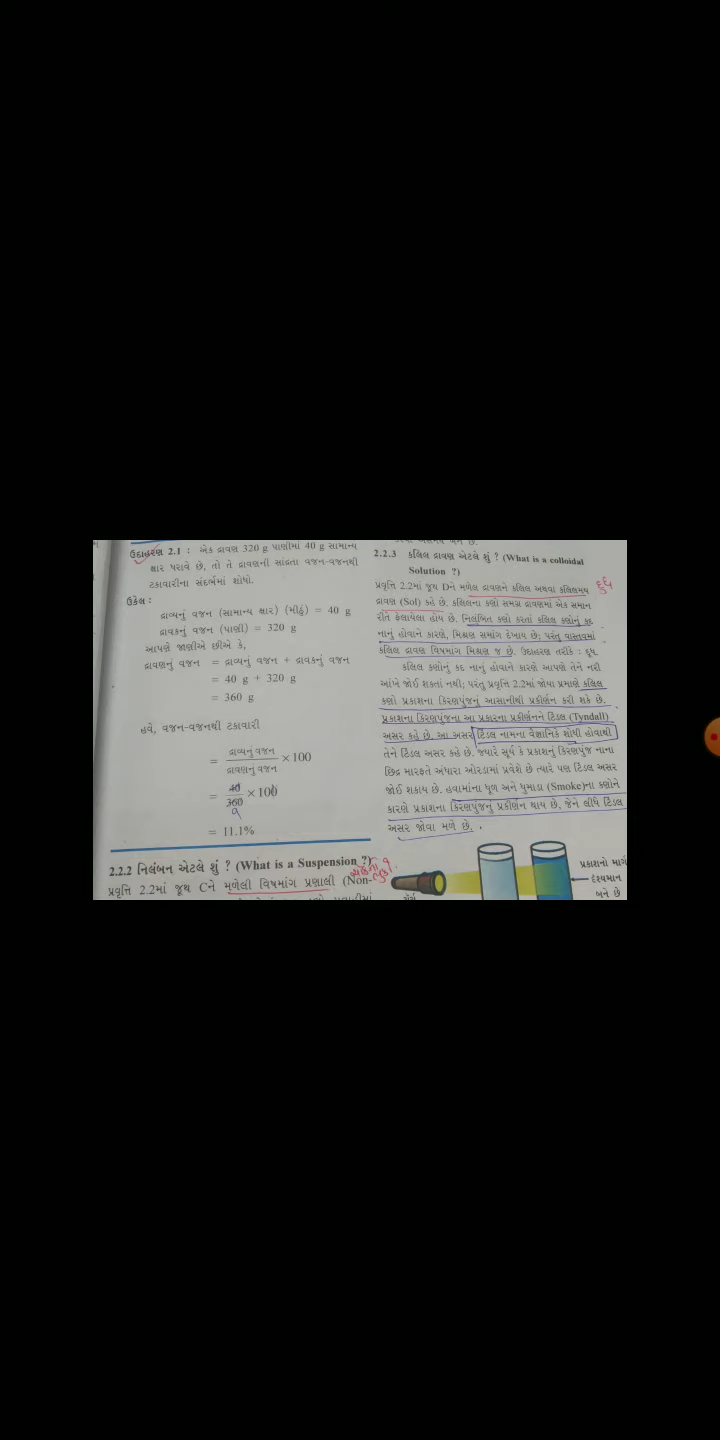 ઉદાહરણ 2.1 : એક દ્રાવણ 320 g પાણીમાં 40 g સામાન્ય
ક્ષાર ધરાવે છે, તો તે દ્રાવણની સાંદ્રતા વજન-વજનથી
ટકાવારીના સંદર્ભમાં શોધો.
ઉકેલ :
દ્રાવ્યનું વજન (સામાન્ય ક્ષાર) (મીઠું) = 40 g
દ્રાવકનું વજન (પાણી) = 320 g
આપણે જાણીએ છીએ કે,
દ્રાવણનું વજન = દ્રાવ્યનું વજન + દ્રાવકનું વજન
= 40 g + 320 g
= 360 g
હવે, વજન-વજનથી ટકાવારી
= દ્રાવ્યનું વજન
દ્રાવણનું વજન × 100
= 40
360 × 100
9
= 11.1%
2.2.2 નિલંબન એટલે શું ? (What is a Suspension ?)
પ્રવૃત્તિ 2.2માં જૂથ Cને મળેલી વિષમાંગ પ્રણાલી (Non-
2.2.3 કલિલ દ્રાવણ એટલે શું ? (What is a colloidal
Solution ?)
પ્રવૃત્તિ 2.2માં જૂથ Dને મળેલ દ્રાવણને કલિલ અથવા કલિલમય
દ્રાવણ (Sol) કહે છે. કલિલના કણો સમગ્ર દ્રાવણમાં એક સમાન
રીતે ફેલાયેલા હોય છે. નિલંબિત કણો કરતાં કલિલ કણોનું કદ
નાનું હોવાને કારણે, મિશ્રણ સમાંગ દેખાય છે; પરંતુ વાસ્તવમાં
કલિલ દ્રાવણ વિષમાંગ મિશ્રણ જ છે. ઉદાહરણ તરીકે : દૂધ.
કલિલ કણોનું કદ નાનું હોવાને કારણે આપણે તેને નરી
આંખે જોઈ શકતાં નથી; પરંતુ પ્રવૃત્તિ 2.2માં જોયા પ્રમાણે કલિલ
કણો પ્રકાશના કિરણપુંજનું આસાનીથી પ્રકીર્ણન કરી શકે છે.
પ્રકાશના કિરણપુંજના આ પ્રકારના પ્રકીર્ણનને ટિંડલ (Tyndall)
અસર કહે છે. આ અસર ટિંડલ નામના વૈજ્ઞાનિકે શોધી હોવાથી
તેને ટિંડલ અસર કહે છે. જ્યારે સૂર્ય કે પ્રકાશનું કિરણપુંજ નાના
છિદ્ર મારફતે અંધારા ઓરડામાં પ્રવેશે છે ત્યારે પણ ટિંડલ અસર
જોઈ શકાય છે. હવામાંના ધૂળ અને ધુમાડા (Smoke)ના કણોને
કારણે પ્રકાશના કિરણપુંજનું પ્રકીર્ણન થાય છે, જેને લીધે ટિંડલ
અસર જોવા મળે છે.
પ્રકાશનો માર્ગ
દૃશ્યમાન
બને છે